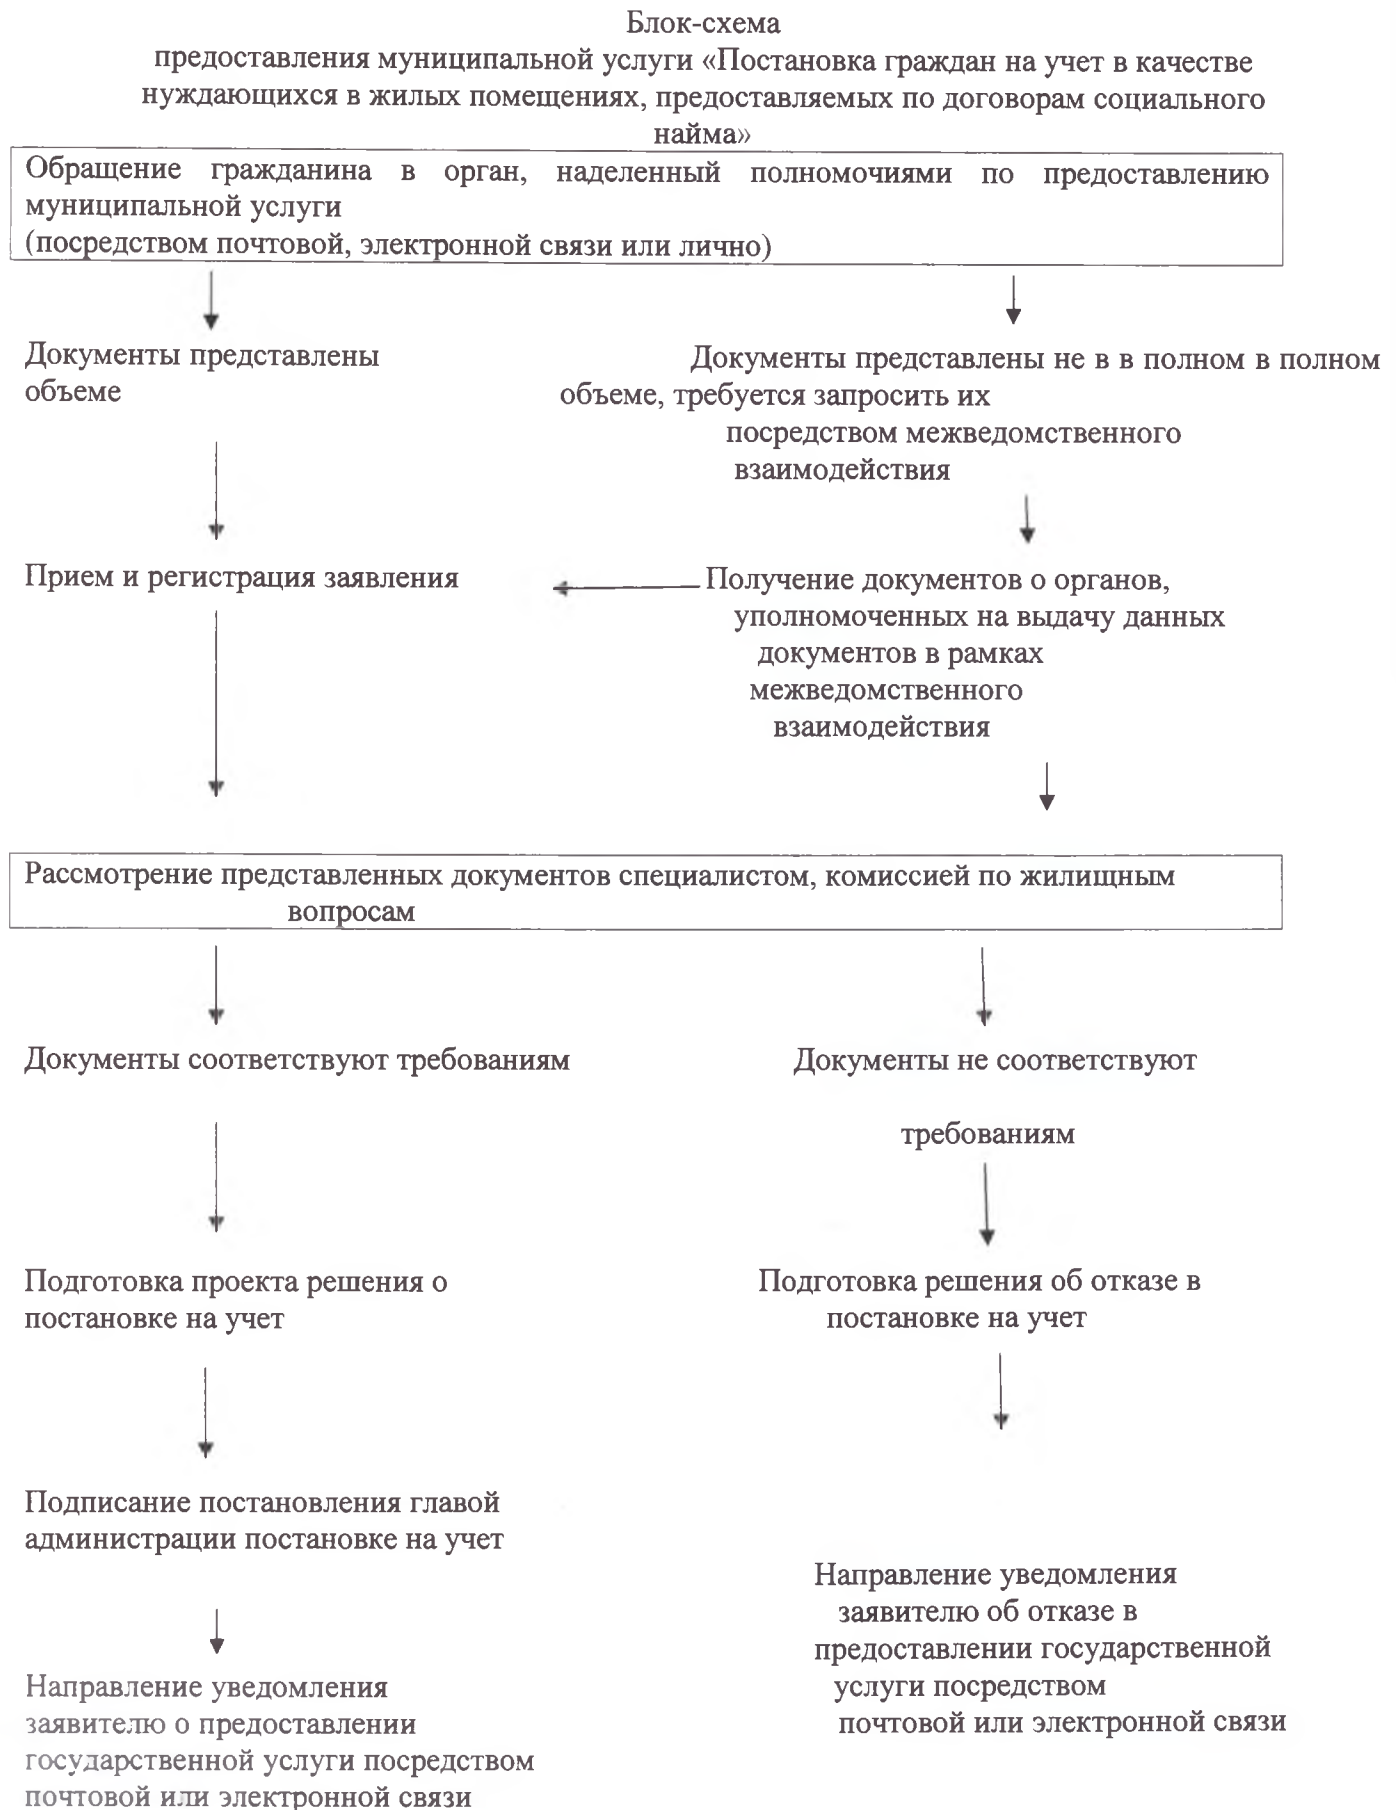 Блок-схема
предоставления муниципальной услуги «Постановка граждан на учет в качестве
нуждающихся в жилых помещениях, предоставляемых по договорам социального
найма»
Обращение гражданина в орган, наделенный полномочиями по предоставлению
муниципальной услуги
(посредством почтовой, электронной связи или лично)
Документы представлены
объеме
Документы представлены не в в полном в полном
объеме, требуется запросить их
посредством межведомственного
взаимодействия
Прием и регистрация заявления
Получение документов о органов,
уполномоченных на выдачу данных
документов в рамках
межведомственного
взаимодействия
Рассмотрение представленных документов специалистом, комиссией по жилищным
вопросам
Документы соответствуют требованиям
Документы не соответствуют
требованиям
Подготовка проекта решения о
постановке на учет
Подготовка решения об отказе в
постановке на учет
Подписание постановления главой
администрации постановке на учет
Направление уведомления
заявителю об отказе в
предоставлении государственной
услуги посредством
почтовой или электронной связи
Направление уведомления
заявителю о предоставлении
государственной услуги посредством
почтовой или электронной связи